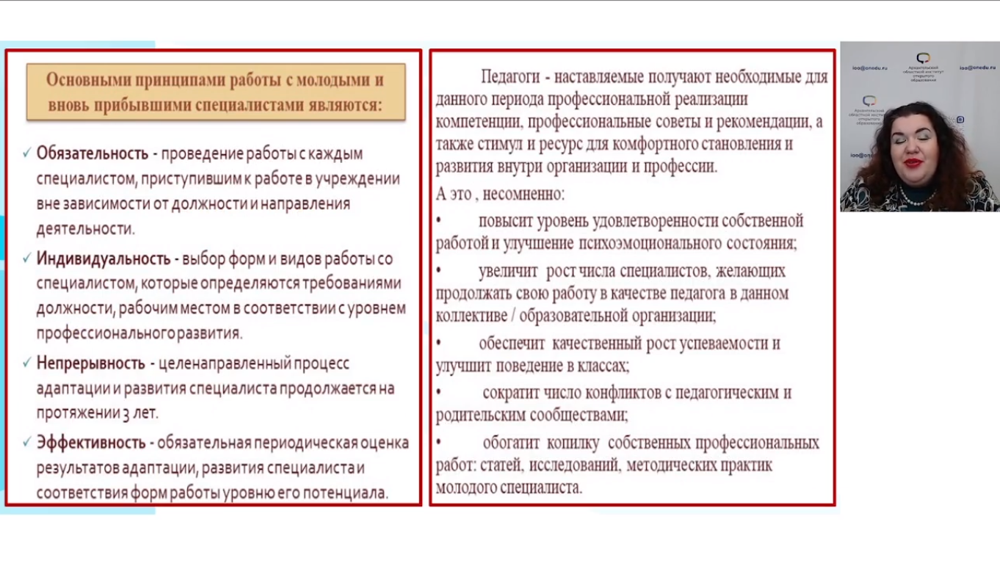 Основными принципами работы с молодыми и
вновь прибывшими специалистами являются:
✓ Обязательность - проведение работы с каждым
специалистом, приступившим к работе в учреждении
вне зависимости от должности и направления
деятельности.
✓ Индивидуальность - выбор форм и видов работы со
специалистом, которые определяются требованиями
должности, рабочим местом в соответствии с уровнем
профессионального развития.
✓ Непрерывность - целенаправленный процесс
адаптации и развития специалиста продолжается на
протяжении 3 лет.
✓ Эффективность - обязательная периодическая оценка
результатов адаптации, развития специалиста и
соответствия форм работы уровню его потенциала.
Педагоги - наставляемые получают необходимые для
данного периода профессиональной реализации
компетенции, профессиональные советы и рекомендации, а
также стимул и ресурс для комфортного становления и
развития внутри организации и профессии.
А это , несомненно:
• повысит уровень удовлетворенности собственной
работой и улучшение психоэмоционального состояния;
• увеличит рост числа специалистов, желающих
продолжать свою работу в качестве педагога в данном
коллективе / образовательной организации;
• обеспечит качественный рост успеваемости и
улучшит поведение в классах;
• сократит число конфликтов с педагогическим и
родительским сообществами;
• обогатит копилку собственных профессиональных
работ: статей, исследований, методических практик
молодого специалиста.
ioo@onedu.ru
Архангельский
областной институт
открытого
образования
ioo@onedu.ru
Архангельский
открытого